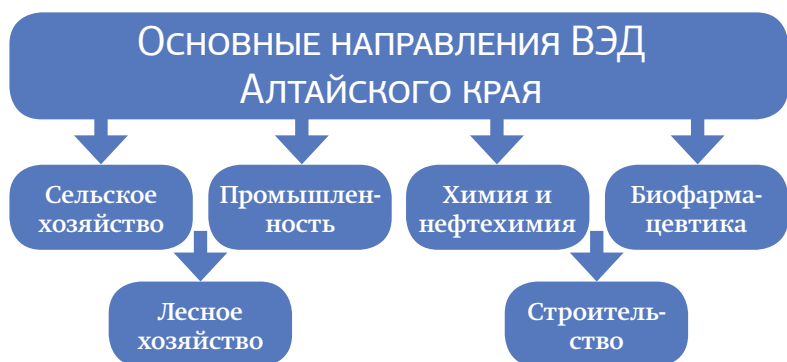 Основные направления ВЭД
Алтайского края
Сельское
хозяйство
Промышлен-
ность
Химия и
нефтехимия
Биофарма-
цевтика
Лесное
хозяйство
Строитель-
ство